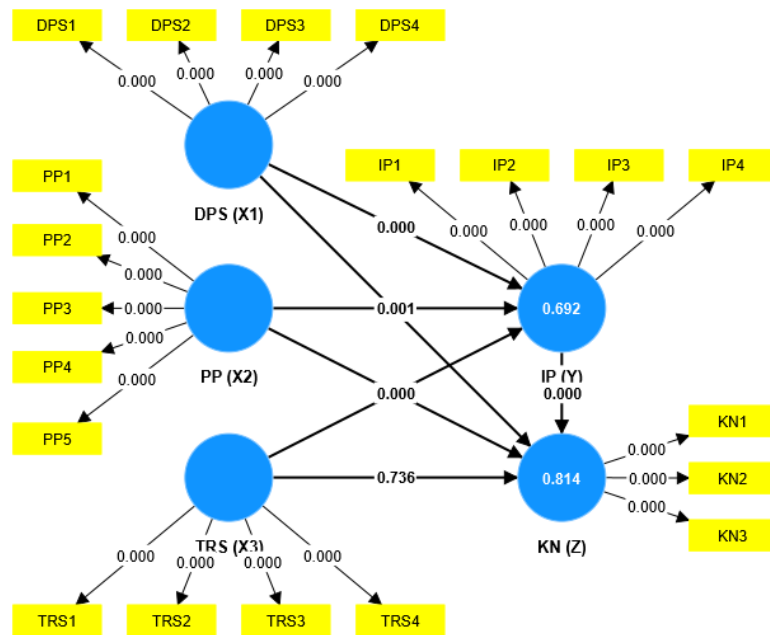 DPS1 DPS2 DPS3 DPS4
0.000 0.000 0.000 0.000
DPS (X1)
IP1 IP2 IP3 IP4
0.000 0.000 0.000 0.000
0.000
PP1
PP2
PP3
PP4
PP5
0.000
0.000
0.000
0.000
0.000
PP (X2)
0.001
0.692
IP (Y)
0.000
0.000
0.736
0.814
KN (Z)
0.000
0.000
0.000
KN1
KN2
KN3
TRS (X3)
0.000 0.000 0.000 0.000
TRS1 TRS2 TRS3 TRS4